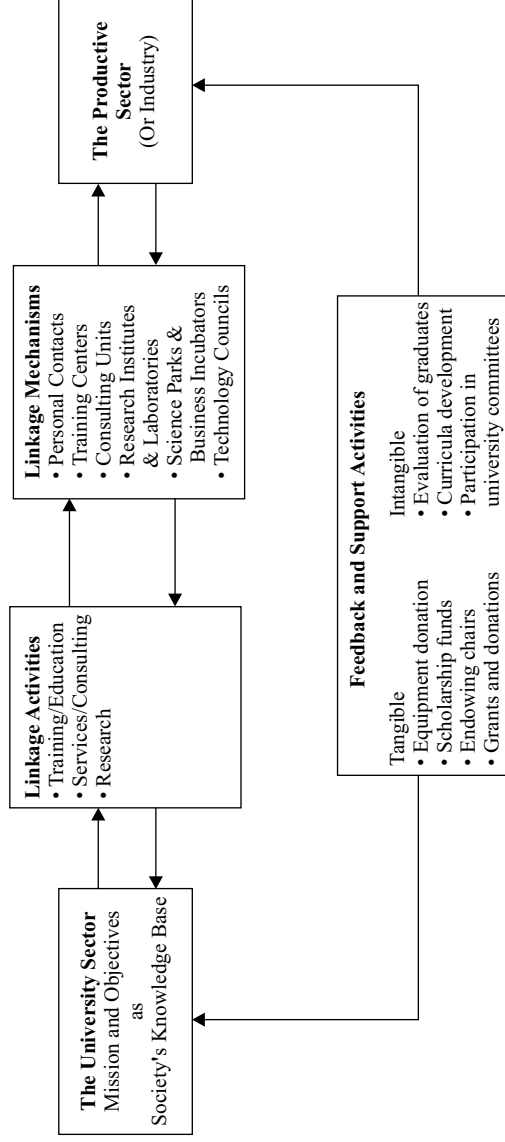 The University Sector
Mission and Objectives
as
Society's Knowledge Base
Linkage Activities
• Training/Education
• Services/Consulting
• Research
Linkage Mechanisms
• Personal Contacts
• Training Centers
• Consulting Units
• Research Institutes
& Laboratories
• Science Parks &
Business Incubators
• Technology Councils
The Productive
Sector
(Or Industry)
Feedback and Support Activities
Tangible
• Equipment donation
• Scholarship funds
• Endowing chairs
• Grants and donations
Intangible
• Evaluation of graduates
• Curricula development
• Participation in
university committees